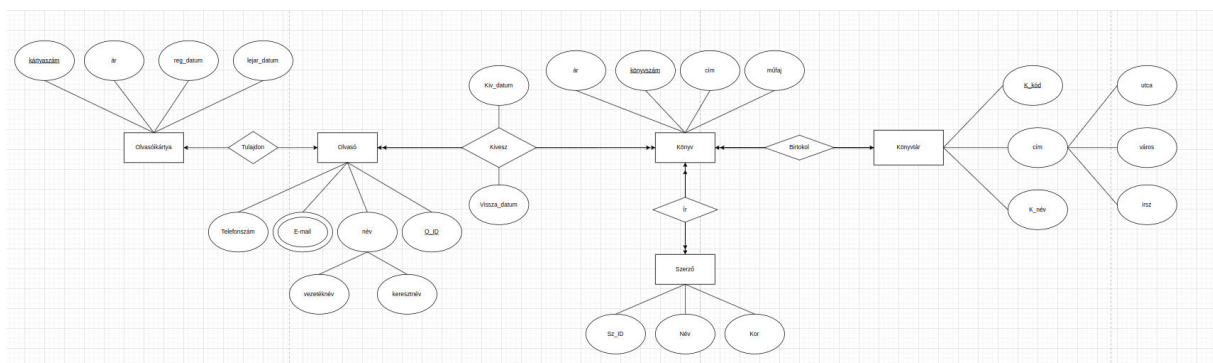 kártyaszám
ár
reg_datum
lejar_datum
Olvasókártya
Tulajdon
Olvasó
Telefonszám
E-mail
név
O_ID
vezetéknév
keresztnév
Kiv_datum
Kivesz
Vissza_datum
ár
könyvszám
cím
műfaj
Könyv
Ír
Szerző
Sz_ID
Név
Kor
Birtokol
Könyvtár
K_kód
cím
K_név
utca
város
irsz